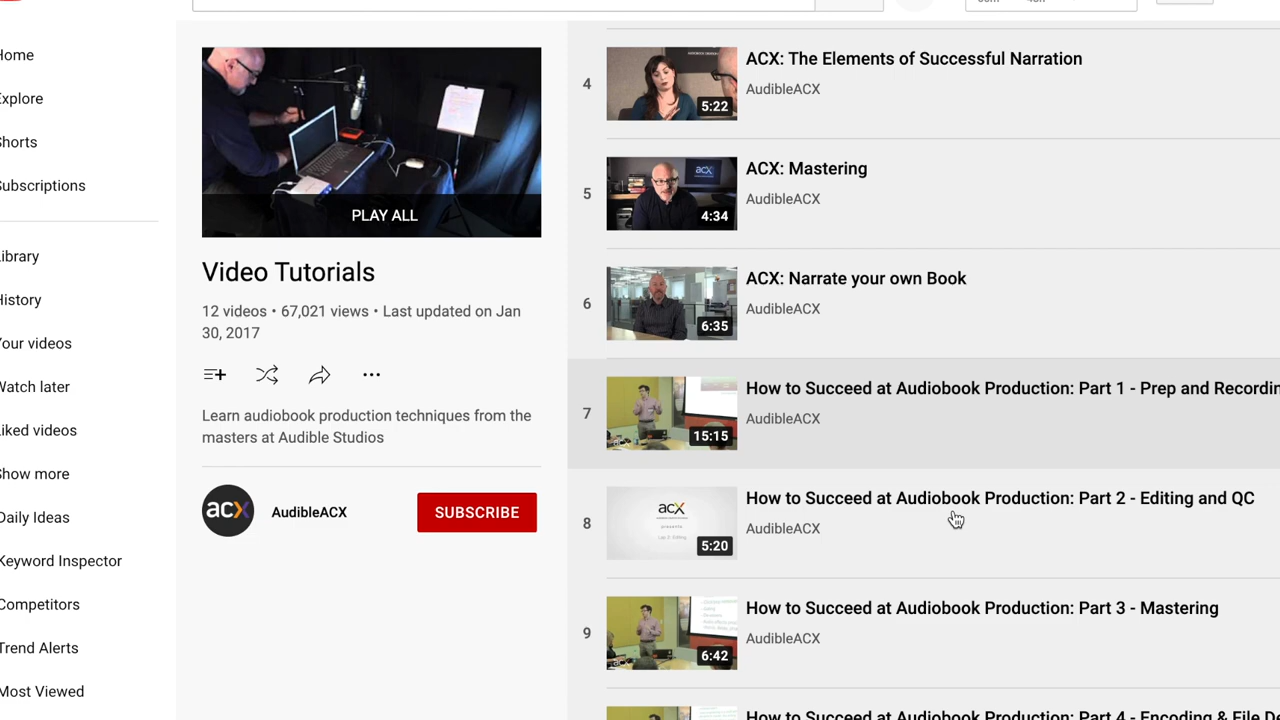 Home
Explore
Shorts
Subscriptions
Library
History
Your videos
Watch later
Liked videos
Show more
Daily Ideas
Keyword Inspector
Competitors
Trend Alerts
Most Viewed
PLAY ALL
Video Tutorials
12 videos • 67,021 views • Last updated on Jan
30, 2017
Learn audiobook production techniques from the
masters at Audible Studios
acx
AudibleACX
SUBSCRIBE
4
5:22
ACX: The Elements of Successful Narration
AudibleACX
5
acx
4:34
ACX: Mastering
AudibleACX
6
6:35
ACX: Narrate your own Book
AudibleACX
7
15:15
How to Succeed at Audiobook Production: Part 1 - Prep and Recordin
AudibleACX
8
acx
5:20
How to Succeed at Audiobook Production: Part 2 - Editing and QC
AudibleACX
9
6:42
How to Succeed at Audiobook Production: Part 3 - Mastering
AudibleACX
How to Succeed at Audiobook Production: Part 4 - Encoding & File De